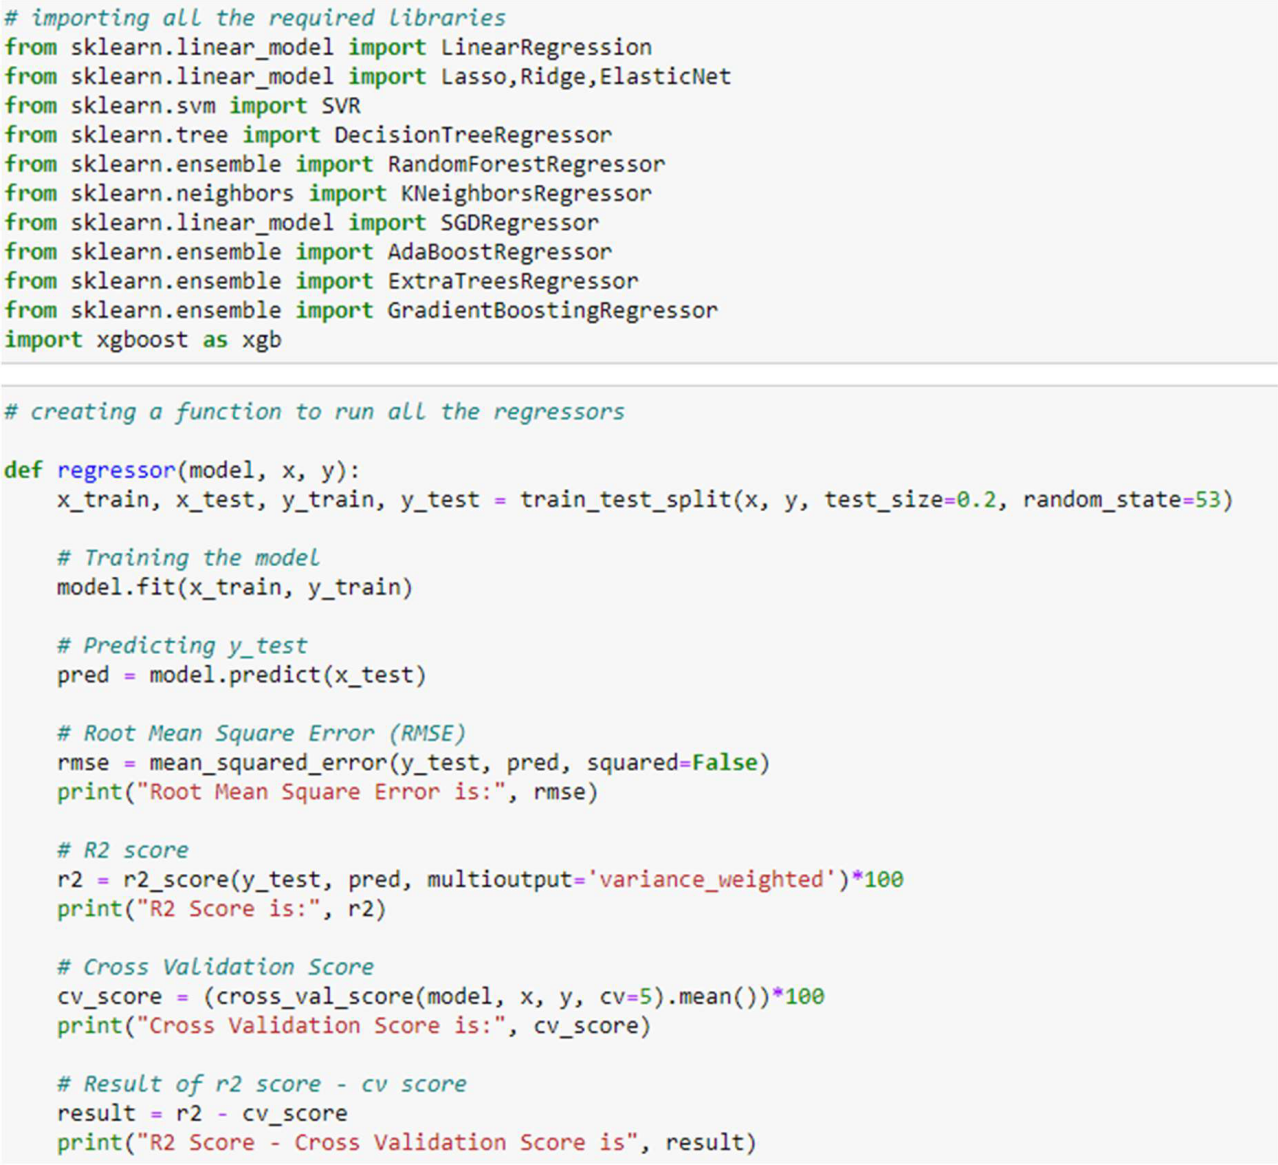 # importing all the required libraries
from sklearn.linear_model import LinearRegression
from sklearn.linear_model import Lasso,Ridge,ElasticNet
from sklearn.svm import SVR
from sklearn.tree import DecisionTreeRegressor
from sklearn.ensemble import RandomForestRegressor
from sklearn.neighbors import KNeighborsRegressor
from sklearn.linear_model import SGDRegressor
from sklearn.ensemble import AdaBoostRegressor
from sklearn.ensemble import ExtraTreesRegressor
from sklearn.ensemble import GradientBoostingRegressor
import xgboost as xgb
# creating a function to run all the regressors
def regressor(model, x, y):
    x_train, x_test, y_train, y_test = train_test_split(x, y, test_size=0.2, random_state=53)
    # Training the model
    model.fit(x_train, y_train)
    # Predicting y_test
    pred = model.predict(x_test)
    # Root Mean Square Error (RMSE)
    rmse = mean_squared_error(y_test, pred, squared=False)
    print("Root Mean Square Error is:", rmse)
    # R2 score
    r2 = r2_score(y_test, pred, multioutput='variance_weighted')*100
    print("R2 Score is:", r2)
    # Cross Validation Score
    cv_score = (cross_val_score(model, x, y, cv=5).mean())*100
    print("Cross Validation Score is:", cv_score)
    # Result of r2 score - cv score
    result = r2 - cv_score
    print("R2 Score - Cross Validation Score is", result)